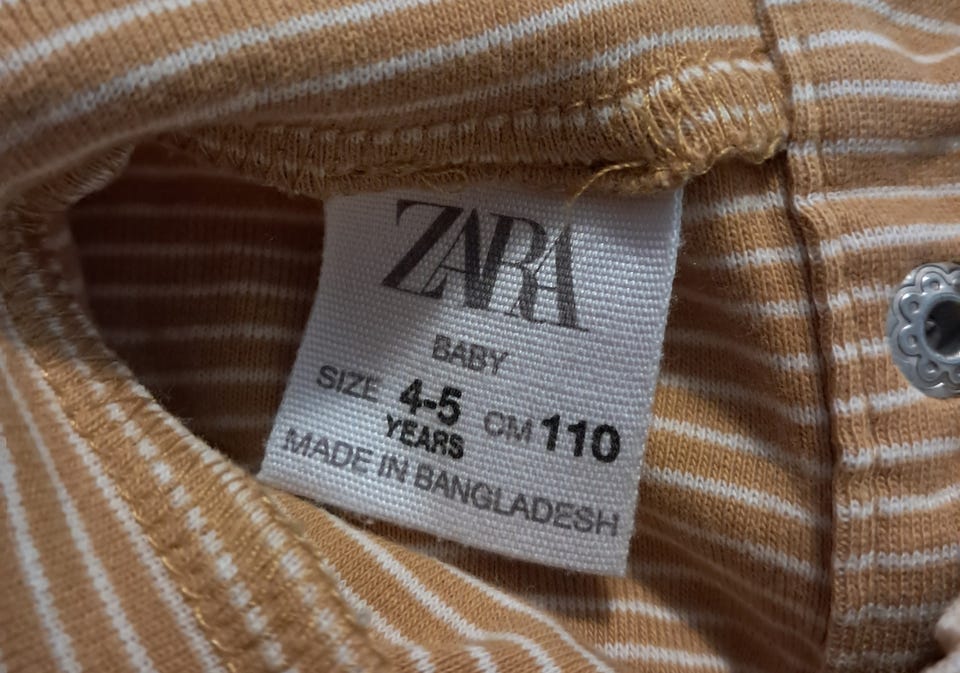 ZARA
BABY
SIZE 4-5 YEARS CM 110
MADE IN BANGLADESH